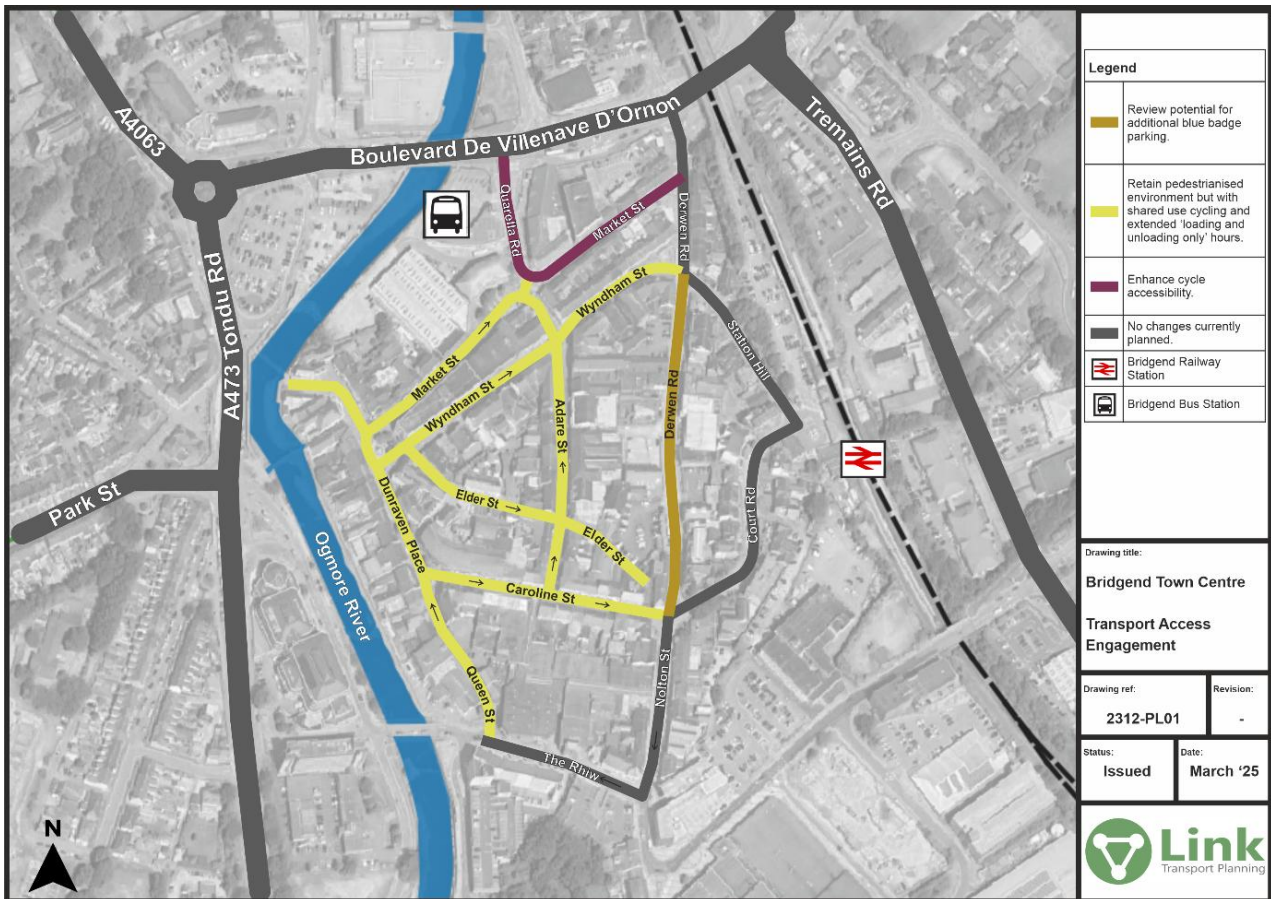 A4063
Boulevard De Villenave D'Ornon
Tremains Rd
Quarella Rd
Market St
Derwen Rd
A473 Tondu Rd
Wyndham St
Station Hill
Market St
Wyndham St
Adare St
Derwen Rd
Park St
Dunraven Place
Elder St
Elder St
Court Rd
Ogmore River
Caroline St
Queen St
Nolton St
The Rhiw
N
Legend
Review potential for
additional blue badge
parking.
Retain pedestrianised
environment but with
shared use cycling and
extended 'loading and
unloading only' hours.
Enhance cycle
accessibility.
No changes currently
planned.
Bridgend Railway
Station
Bridgend Bus Station
Drawing title:
Bridgend Town Centre
Transport Access
Engagement
Drawing ref:
2312-PL01
Revision:
-
Status:
Issued
Date:
March '25
Link
Transport Planning